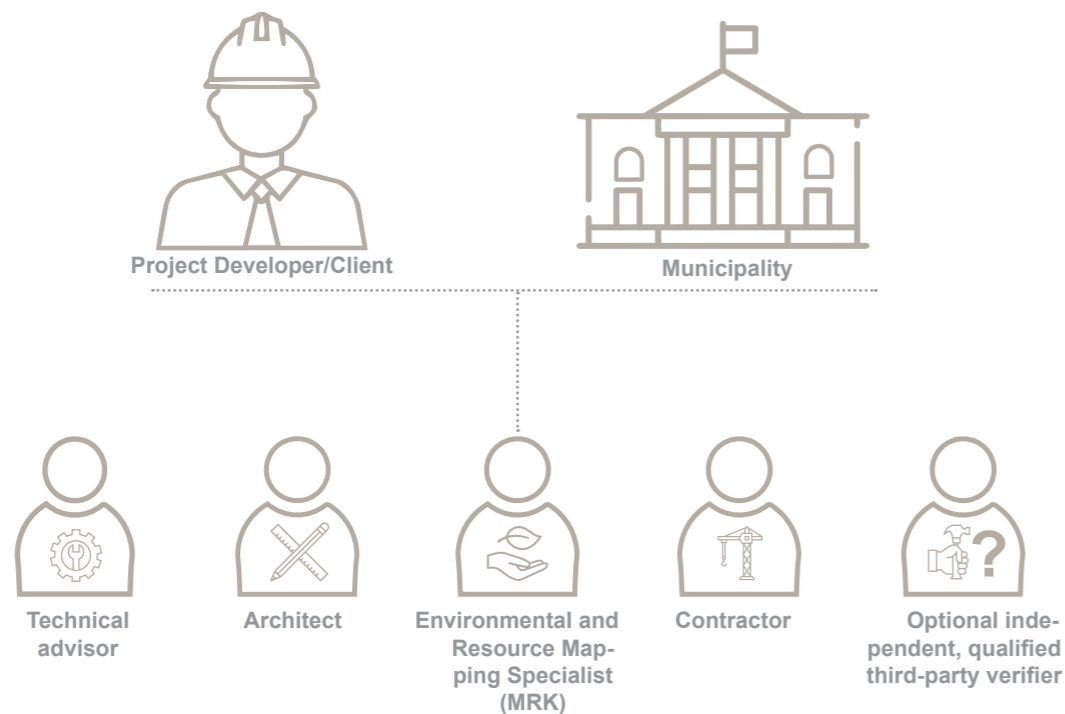 Project Developer/Client
Municipality
Technical
advisor
Architect
Environmental and
Resource Map-
ping Specialist
(MRK)
Contractor
?
Optional inde-
pendent, qualified
third-party verifier